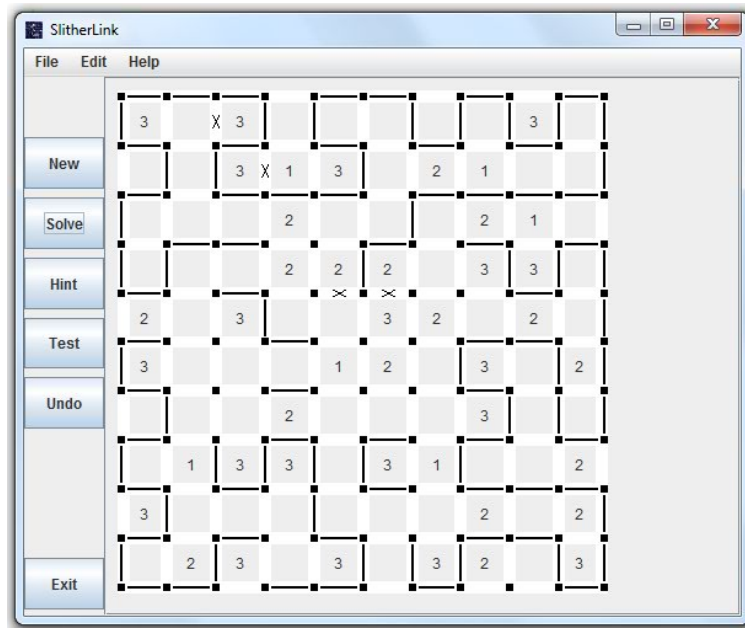 SlitherLink
File Edit Help
3 X 3 3
New 3 X 1 3 2 1
Solve 2 2 1
Hint 2 2 2 3 3
2 3 3 2 2
Test 3 1 2 3 2
Undo 2 3
1 3 3 3 1 2
3 2 2
Exit 2 3 3 3 2 3